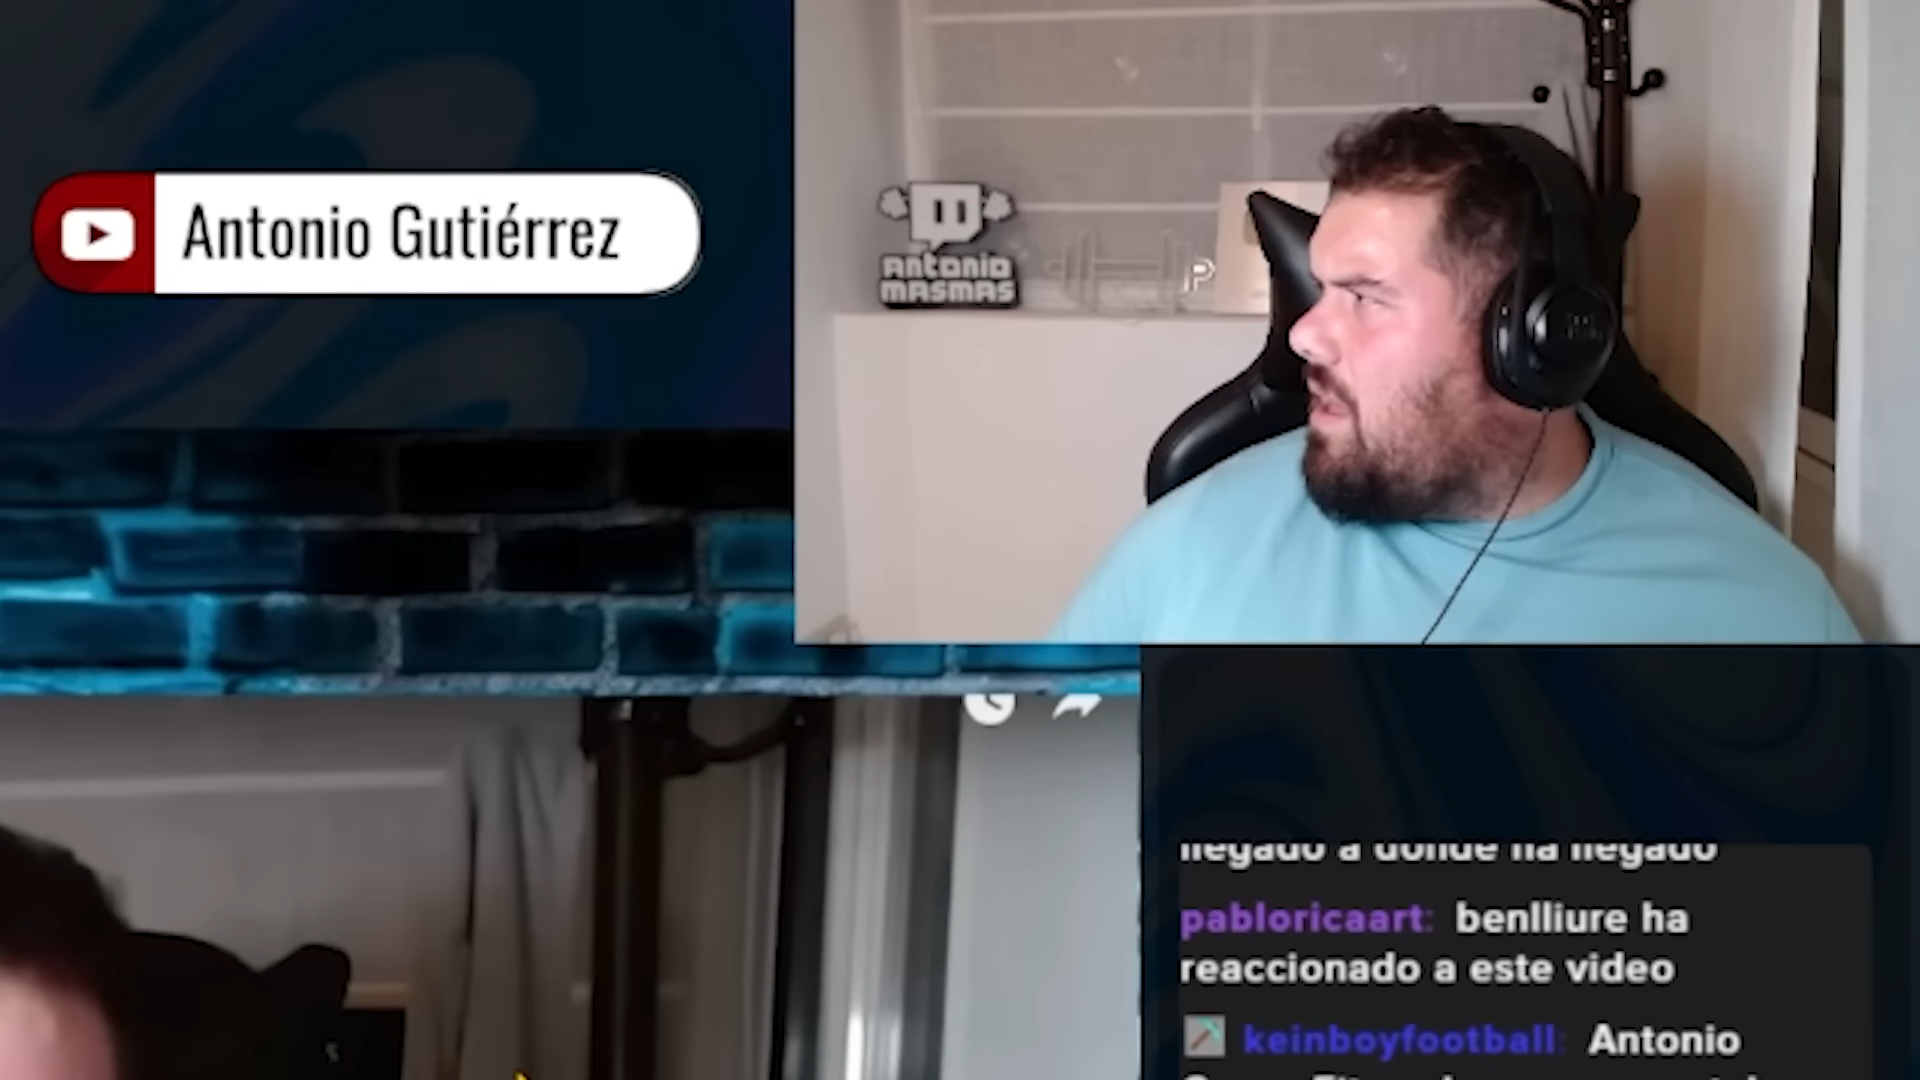 Antonio Gutiérrez
antonio
masmas
P
llegado a donde ha llegado
pabloricaart: benlliure ha
reaccionado a este video
keinboyfootball: Antonio